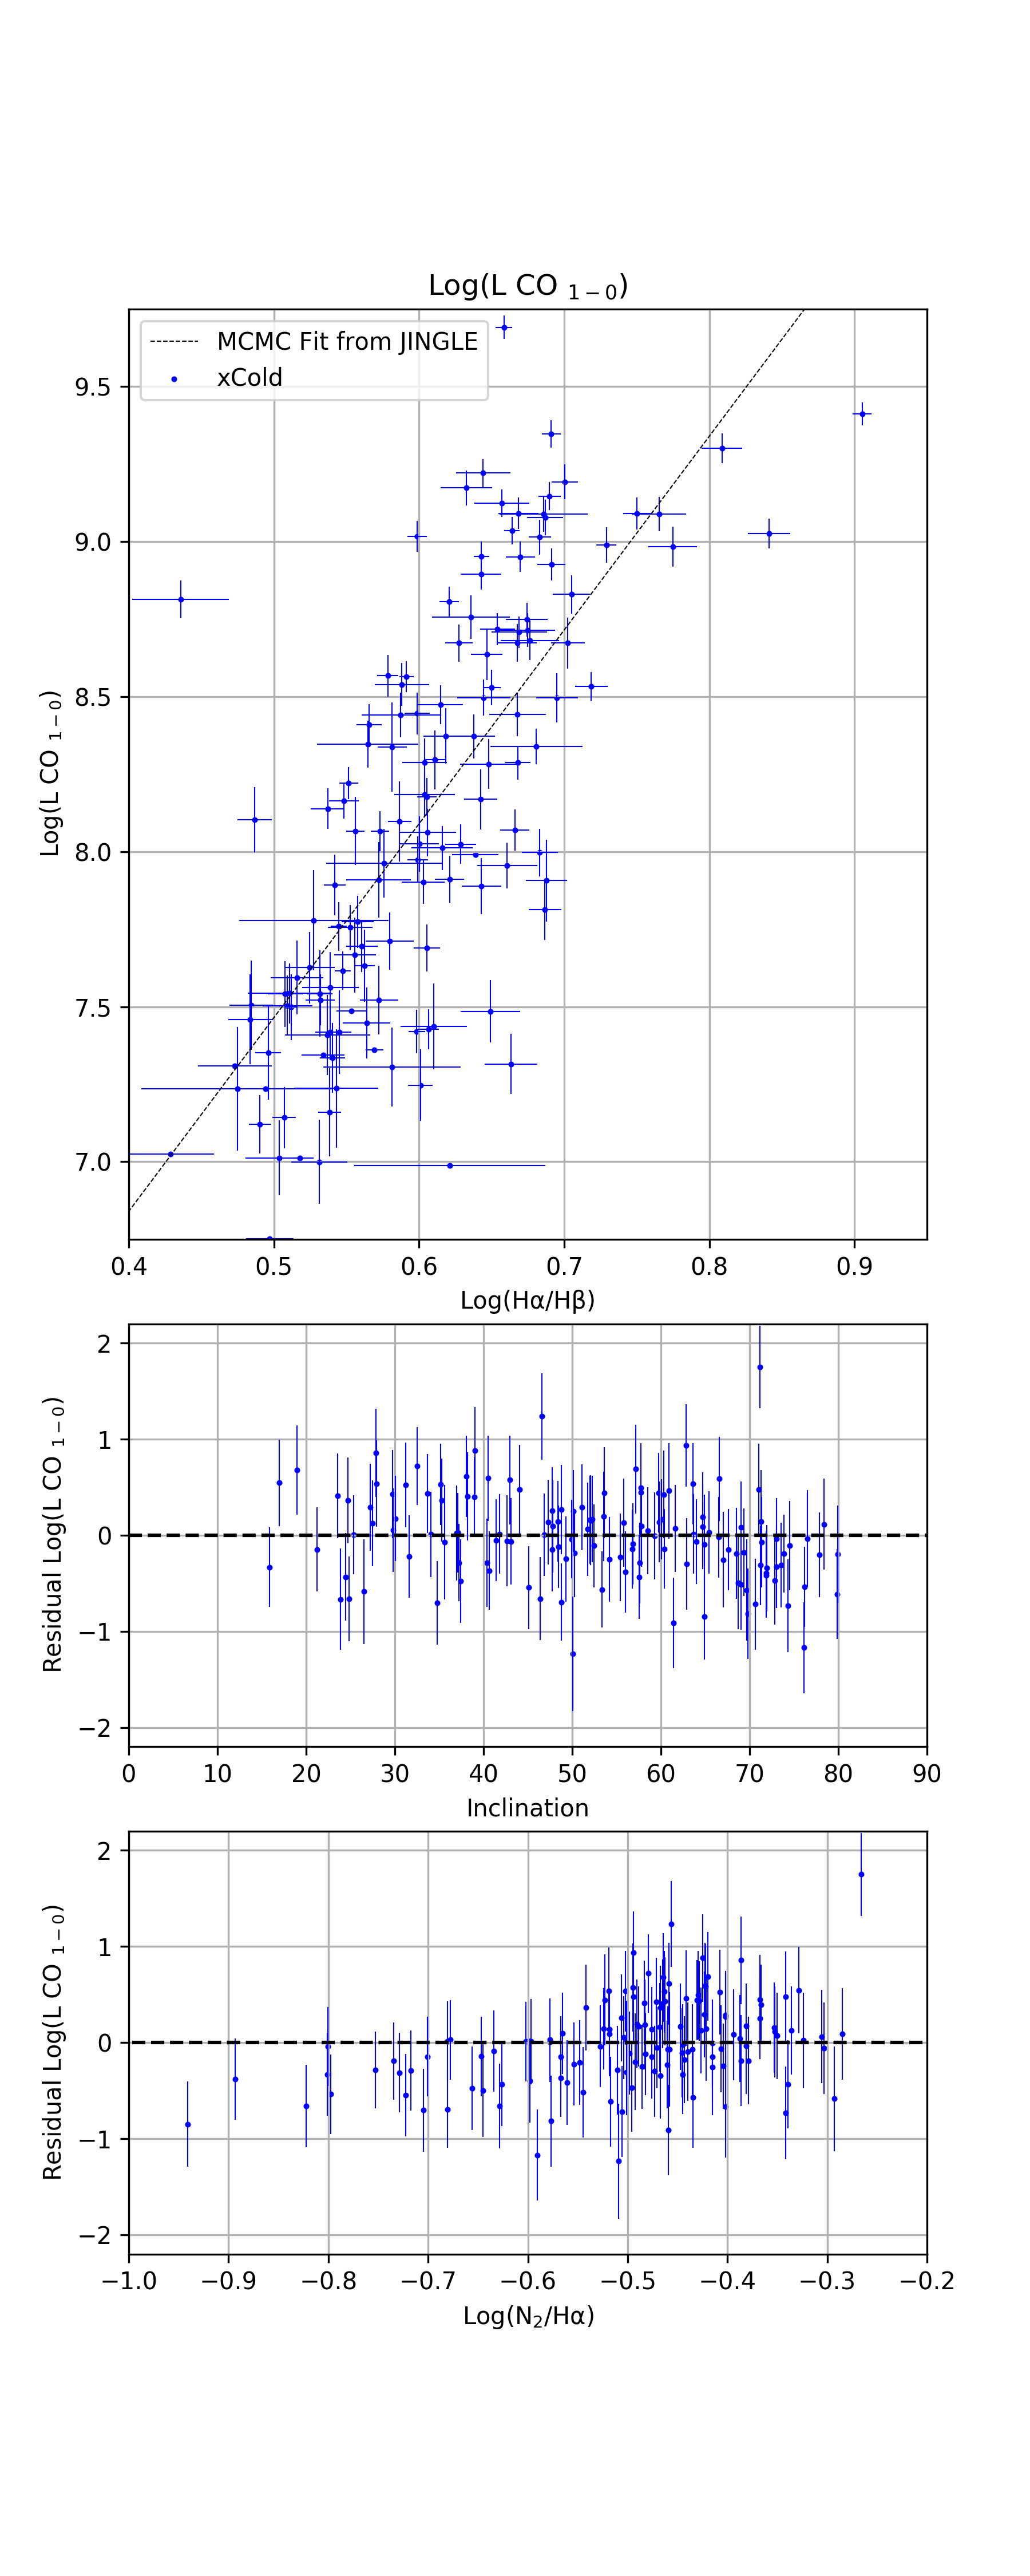 Log(L CO 1−0)
MCMC Fit from JINGLE
xCold
Log(L CO 1−0)
9.5
9.0
8.5
8.0
7.5
7.0
0.4 0.5 0.6 0.7 0.8 0.9
Log(Hα/Hβ)
Residual Log(L CO 1−0)
2
1
0
−1
−2
0 10 20 30 40 50 60 70 80 90
Inclination
Residual Log(L CO 1−0)
2
1
0
−1
−2
−1.0 −0.9 −0.8 −0.7 −0.6 −0.5 −0.4 −0.3 −0.2
Log(N₂/Hα)